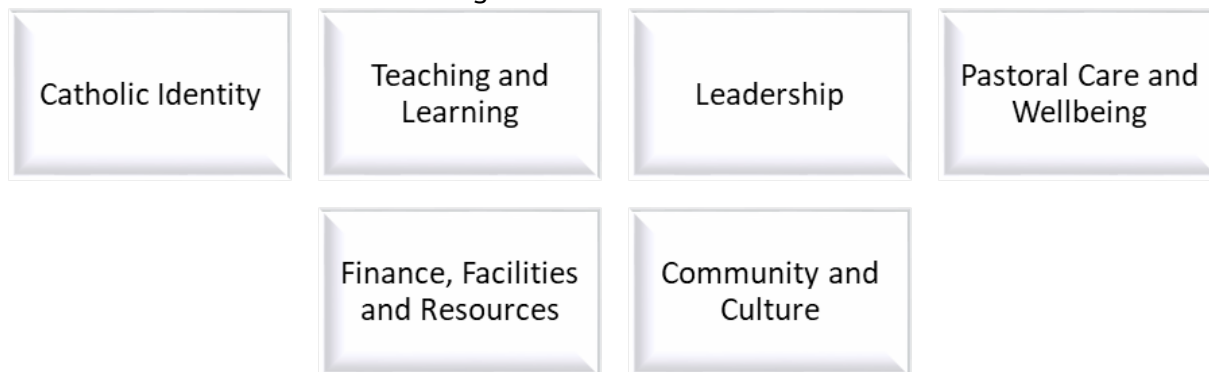 Catholic Identity
Teaching and
Learning
Leadership
Pastoral Care and
Wellbeing
Finance, Facilities
and Resources
Community and
Culture